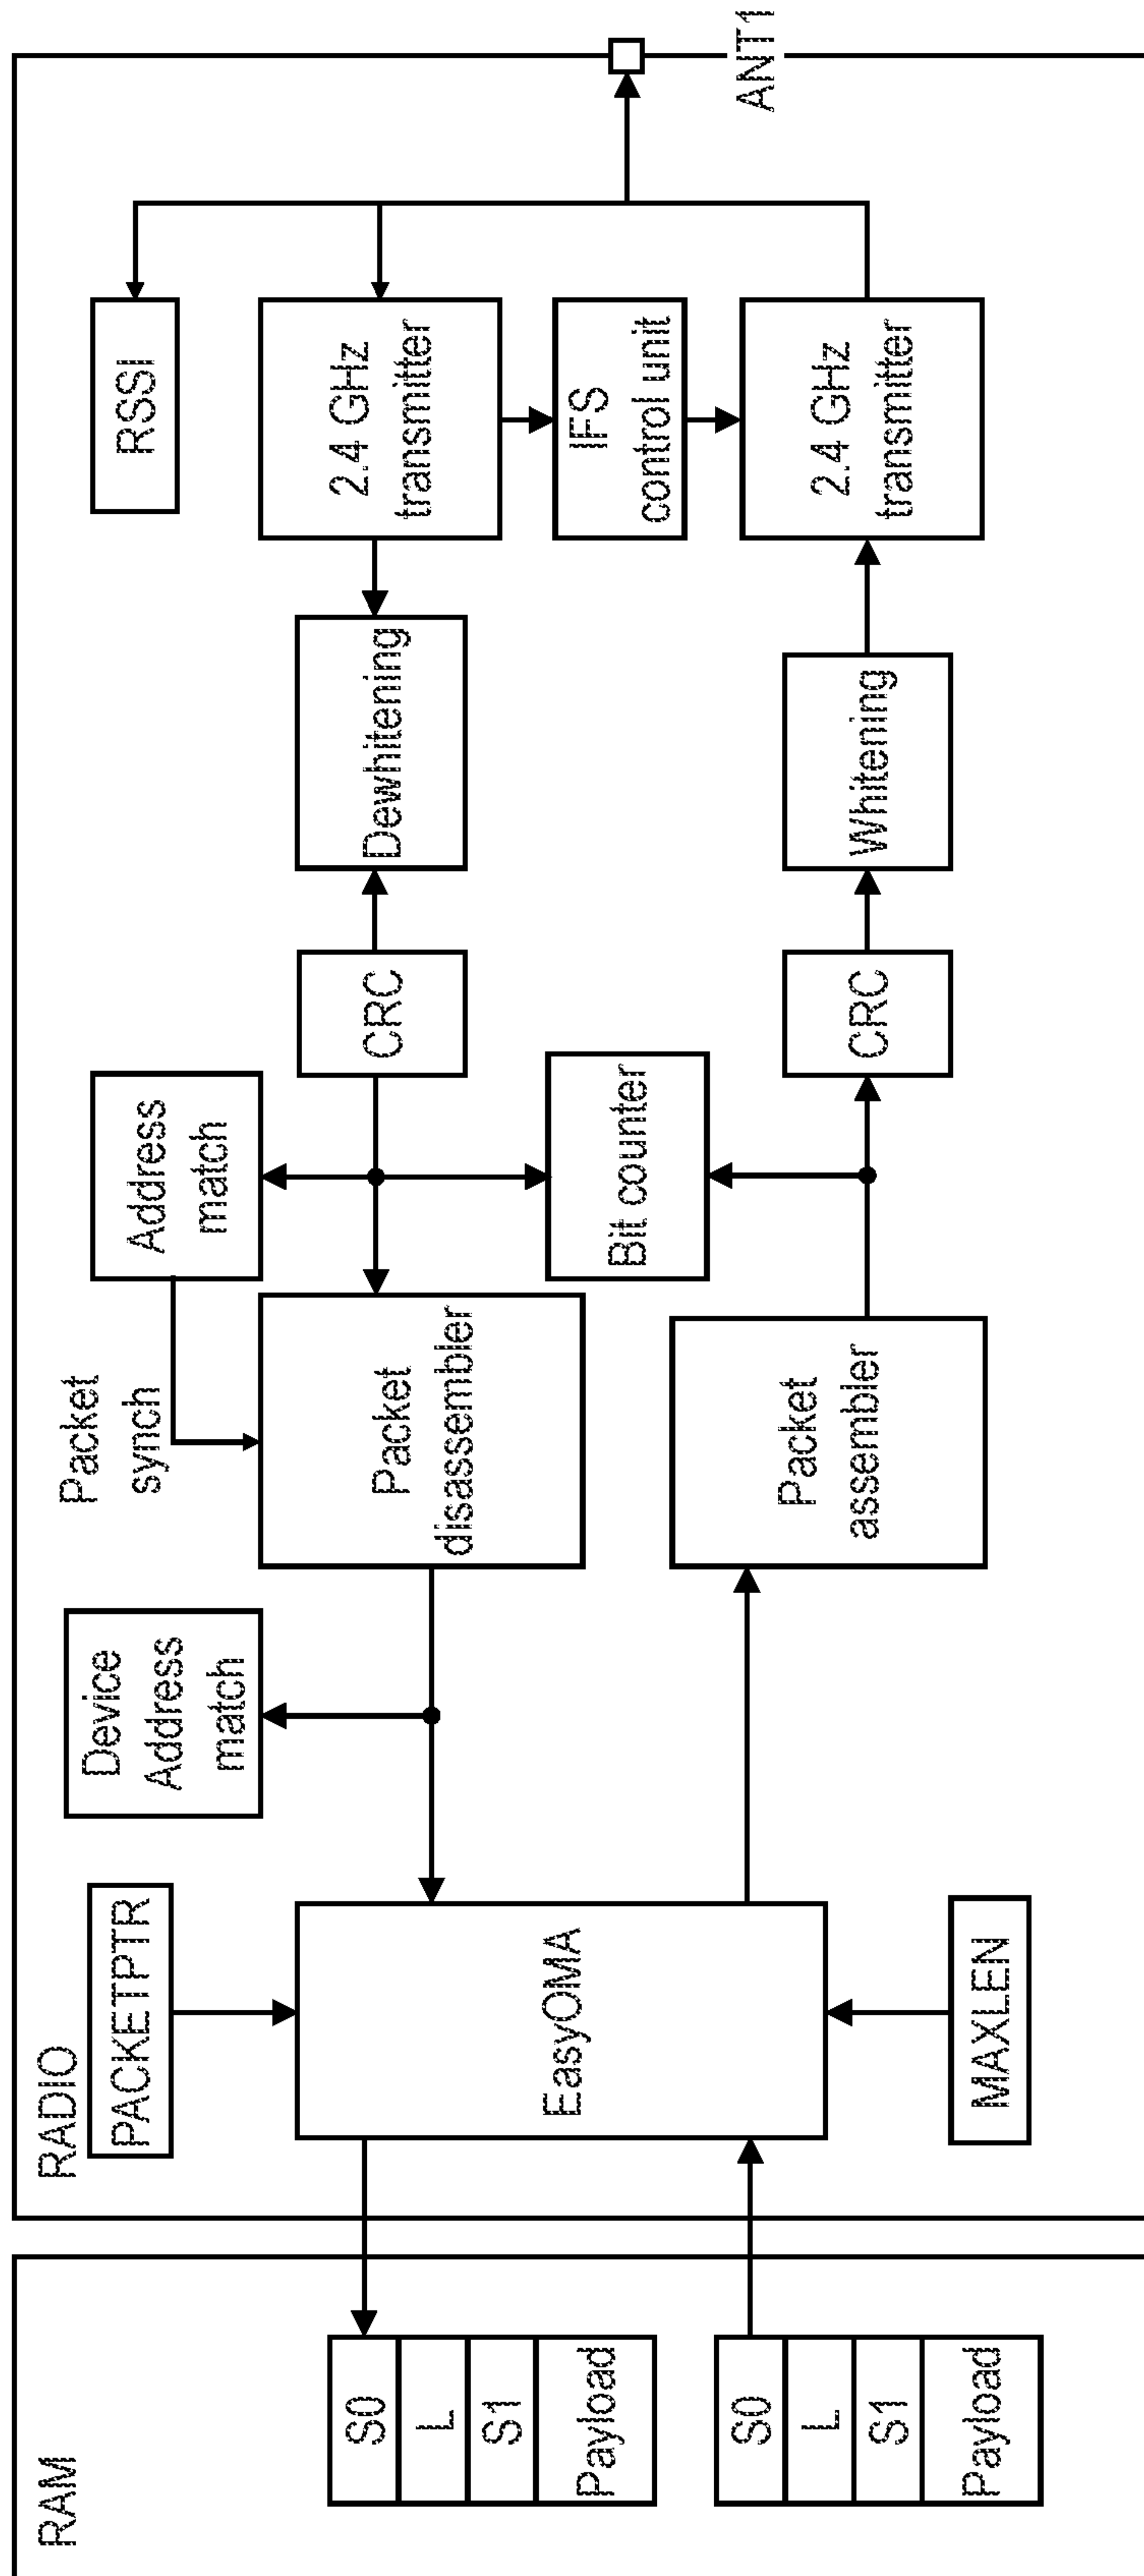 RAM
S0
L
S1
Payload
S0
L
S1
Payload
RADIO
PACKETPTR
EasyOMA
MAXLEN
Device
Address
match
Packet
synch
Packet
disassembler
Packet
assembler
Address
match
Bit counter
CRC
CRC
Dewhitening
Whitening
RSSI
2.4 GHz
transmitter
IFS
control unit
2.4 GHz
transmitter
ANT1